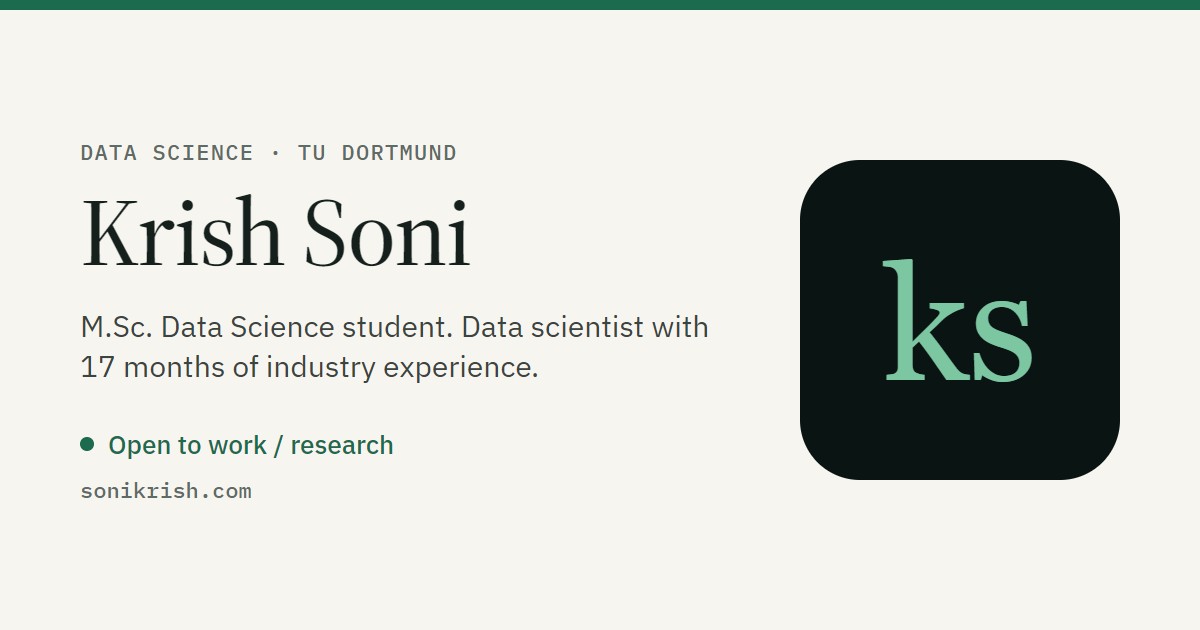 DATA SCIENCE · TU DORTMUND
Krish Soni
M.Sc. Data Science student. Data scientist with
17 months of industry experience.
Open to work / research
sonikrish.com
ks